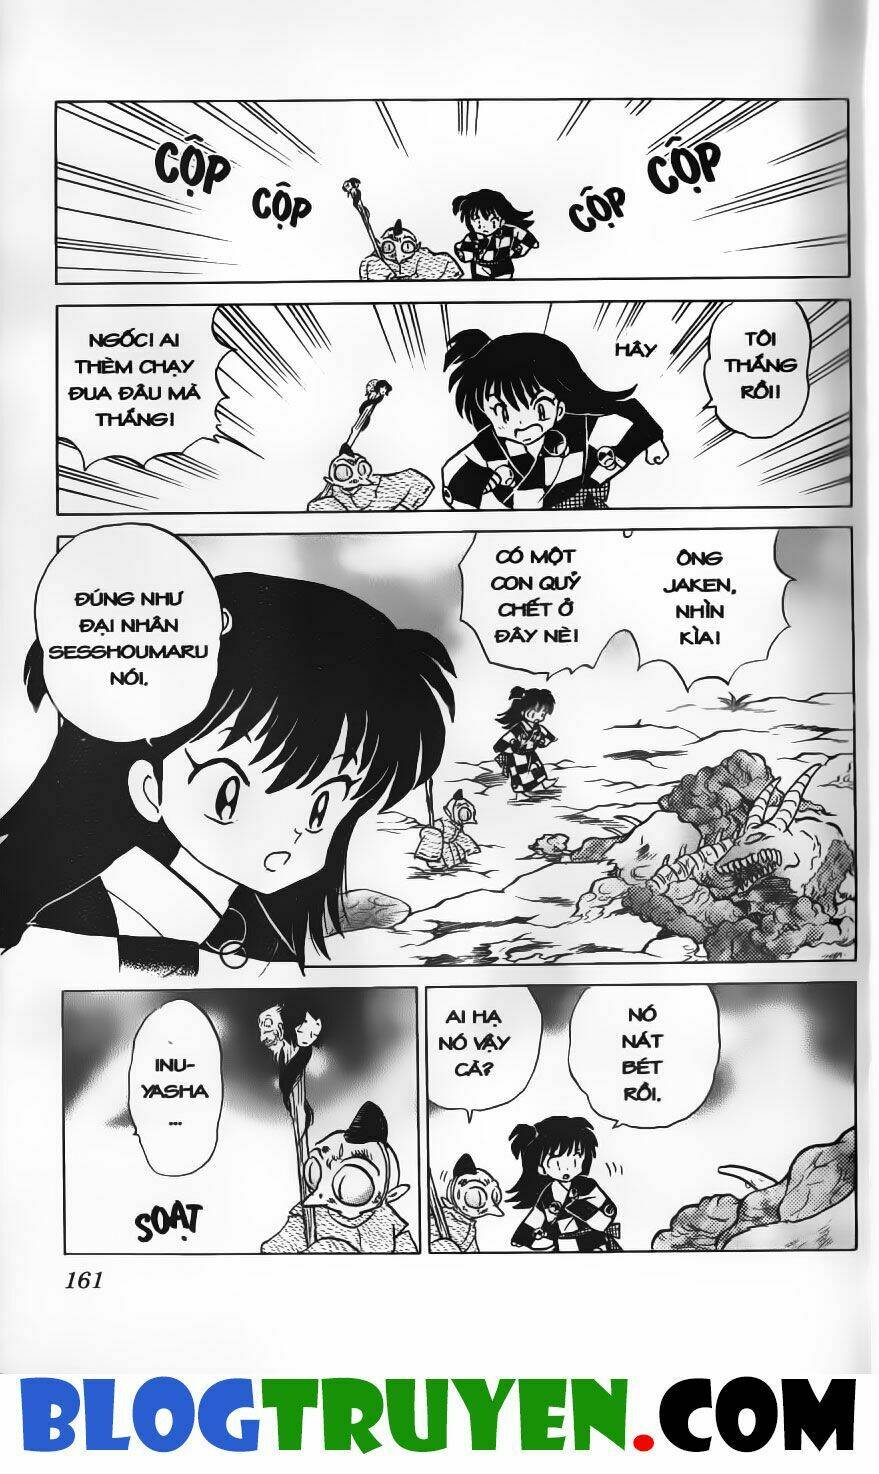 CỘP
CỘP
CỘP
CỘP
TÔI
THẮNG
RỒI!
HÂY
NGỐC! AI
THÈM CHẠY
ĐUA ĐÂU MÀ
THẮNG!
ÔNG
JAKEN,
NHÌN
KÌA!
CÓ MỘT
CON QUỶ
CHẾT Ở
ĐÂY NÈ!
ĐÚNG NHƯ
ĐẠI NHÂN
SESSHOUMARU
NÓI.
NÓ
NÁT
BÉT
RỒI.
AI HẠ
NÓ VẬY
CÀ?
INU-
YASHA
...
SOẠT
161
BLOGTRUYEN.COM